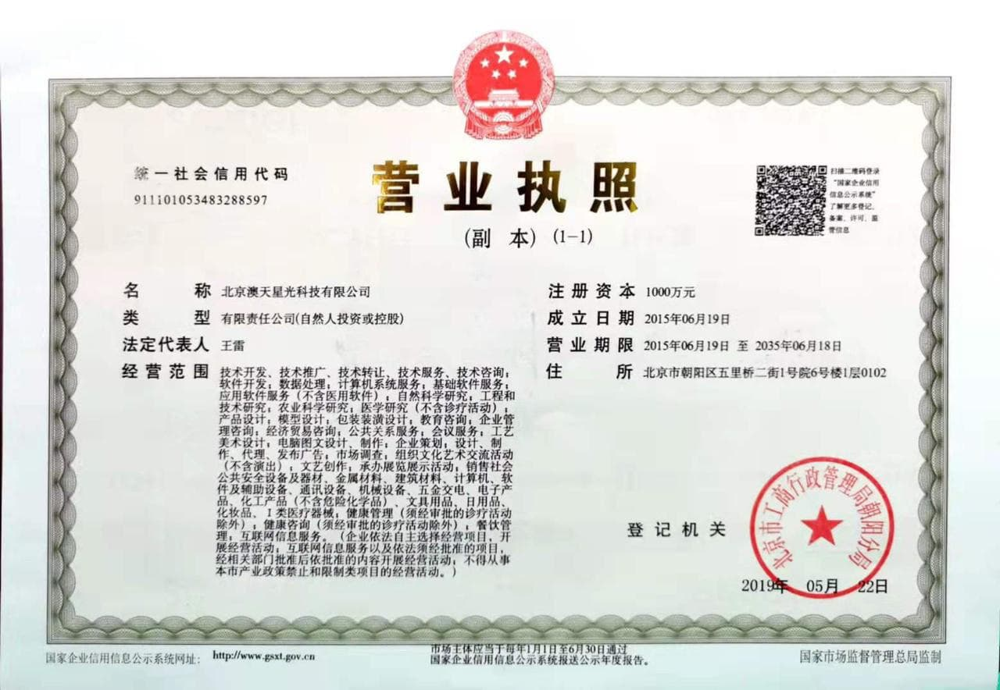 统一社会信用代码
911101053483288597
营业执照
(副 本) (1-1)
扫描二维码登录
“国家企业信用
信息公示系统”
了解更多登记、
备案、许可、监
管信息
名 称 北京澳天星光科技有限公司
类 型 有限责任公司(自然人投资或控股)
法定代表人 王雷
经营范围 技术开发、技术推广、技术转让、技术服务、技术咨询;
软件开发;数据处理;计算机系统服务;基础软件服务;
应用软件服务(不含医用软件);自然科学研究;工程和
技术研究;农业科学研究;医学研究(不含诊疗活动);
产品设计;模型设计;包装装潢设计;教育咨询;企业管
理咨询;经济贸易咨询;公共关系服务;会议服务;工艺
美术设计;电脑图文设计、制作;企业策划;设计、制
作、代理、发布广告;市场调查;组织文化艺术交流活动
(不含演出);文艺创作;承办展览展示活动;销售社会
公共安全设备及器材、金属材料、建筑材料、计算机、软
件及辅助设备、通讯设备、机械设备、五金交电、电子产
品、化工产品(不含危险化学品)、文具用品、日用品、
化妆品、I类医疗器械;健康管理(须经审批的诊疗活动
除外);健康咨询(须经审批的诊疗活动除外);餐饮管
理;互联网信息服务。(企业依法自主选择经营项目,开
展经营活动;互联网信息服务以及依法须经批准的项目,
经相关部门批准后依批准的内容开展经营活动;不得从事
本市产业政策禁止和限制类项目的经营活动。)
注册资本 1000万元
成立日期 2015年06月19日
营业期限 2015年06月19日 至 2035年06月18日
住 所 北京市朝阳区五里桥二街1号院6号楼1层0102
登记机关
北京市工商行政管理局朝阳分局
2019年 05月 22日
国家企业信用信息公示系统网址: http://www.gsxt.gov.cn
市场主体应当于每年1月1日至6月30日通过
国家企业信用信息公示系统报送公示年度报告。
国家市场监督管理总局监制